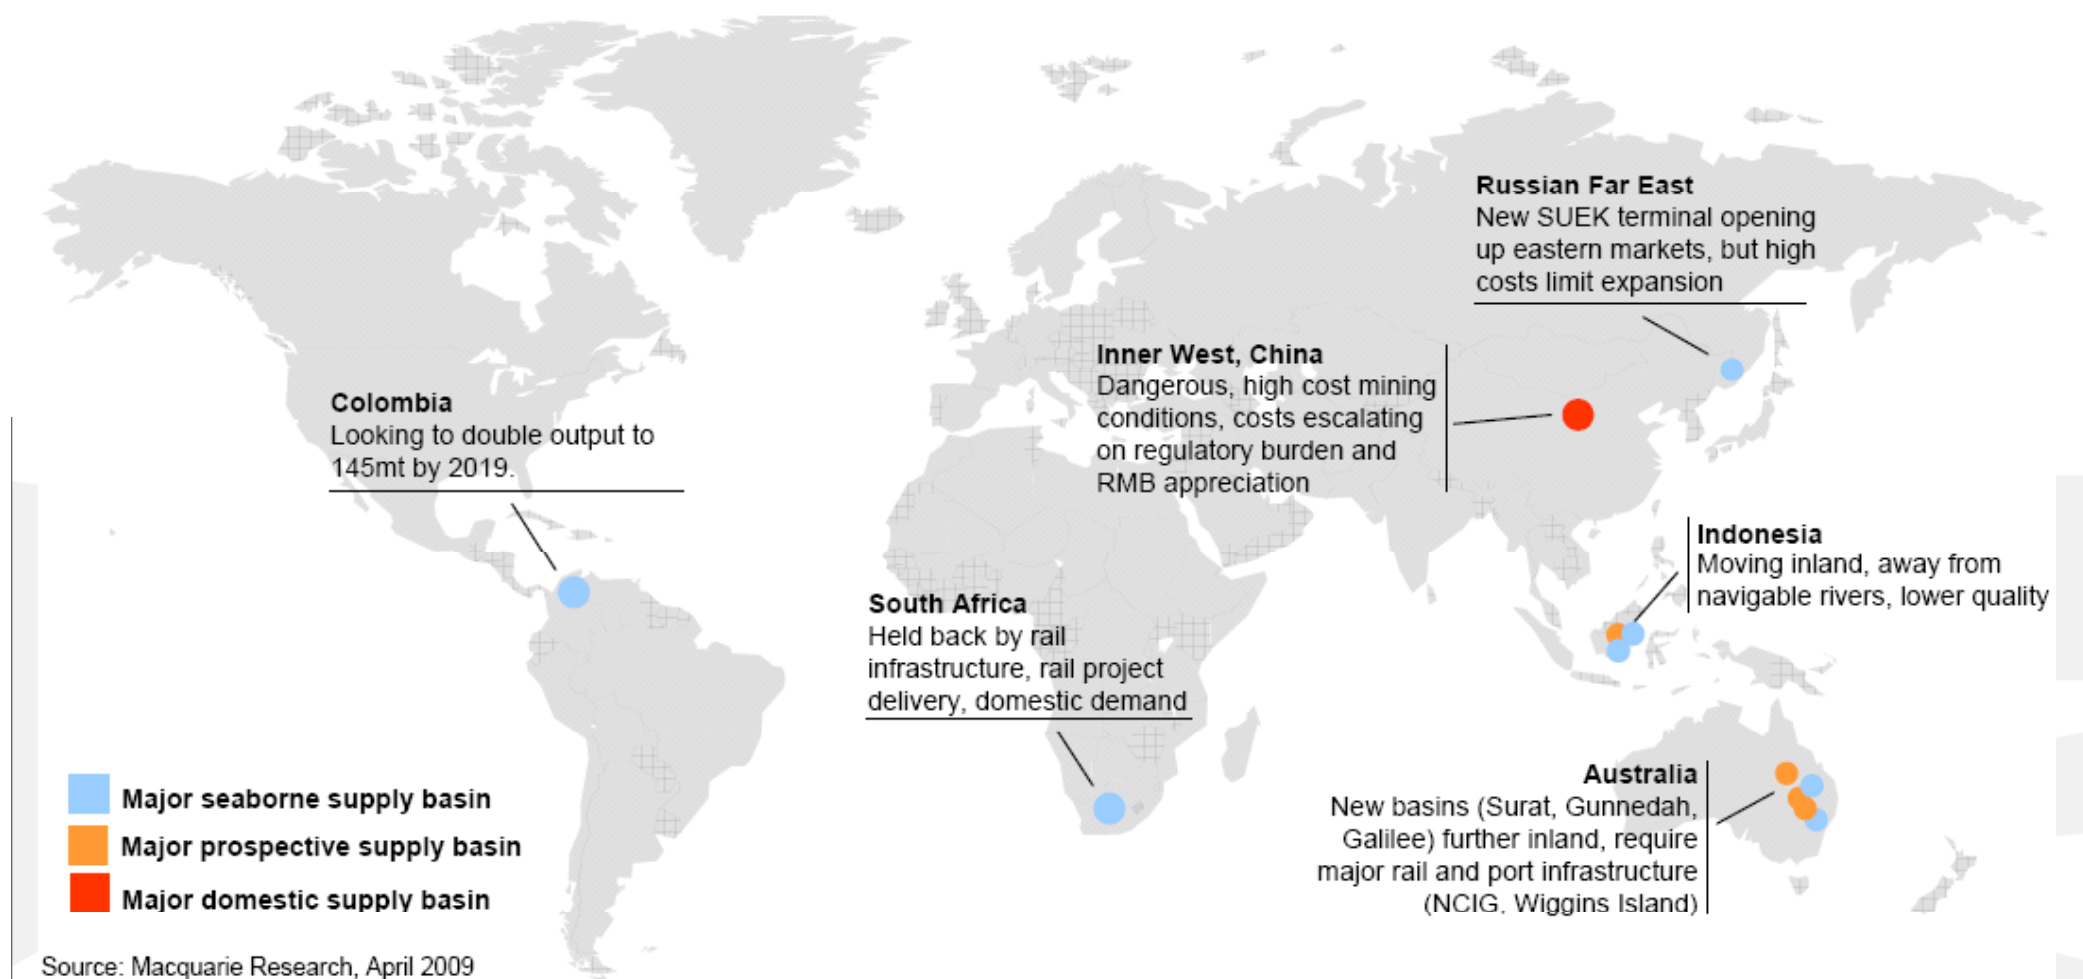 Russian Far East
New SUEK terminal opening
up eastern markets, but high
costs limit expansion
Inner West, China
Dangerous, high cost mining
conditions, costs escalating
on regulatory burden and
RMB appreciation
Colombia
Looking to double output to
145mt by 2019.
Indonesia
Moving inland, away from
navigable rivers, lower quality
South Africa
Held back by rail
infrastructure, rail project
delivery, domestic demand
Australia
New basins (Surat, Gunnedah,
Galilee) further inland, require
major rail and port infrastructure
(NCIG, Wiggins Island)
Major seaborne supply basin
Major prospective supply basin
Major domestic supply basin
Source: Macquarie Research, April 2009